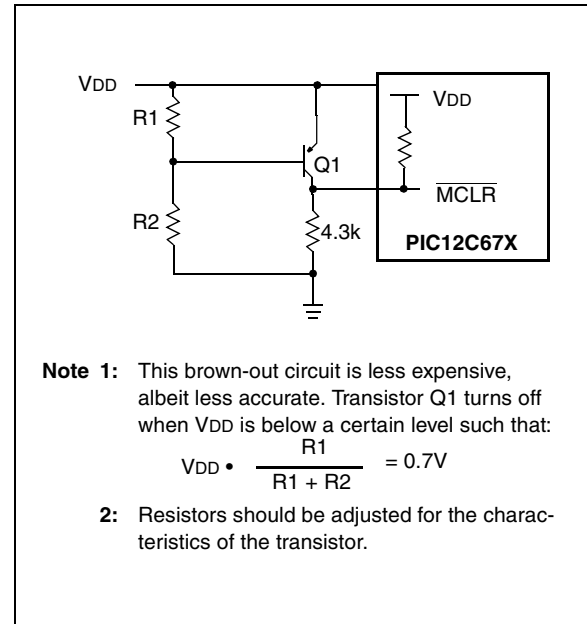 VDD
R1
VDD
Q1
MCLR
R2
4.3k
PIC12C67X
Note 1: This brown-out circuit is less expensive,
albeit less accurate. Transistor Q1 turns off
when VDD is below a certain level such that:
VDD • R1 / R1 + R2 = 0.7V
2: Resistors should be adjusted for the charac-
teristics of the transistor.